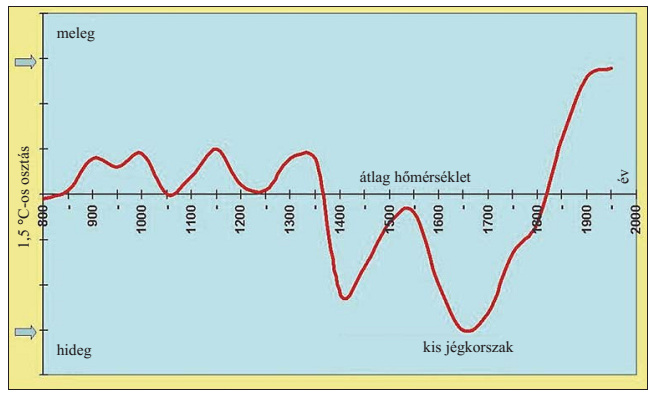 meleg
1,5 °C-os osztás
átlag hőmérséklet
év
800 - 900 - 1000 - 1100 - 1200 - 1300 - 1400 - 1500 - 1600 - 1700 - 1800 - 1900 - 2000
kis jégkorszak
hideg